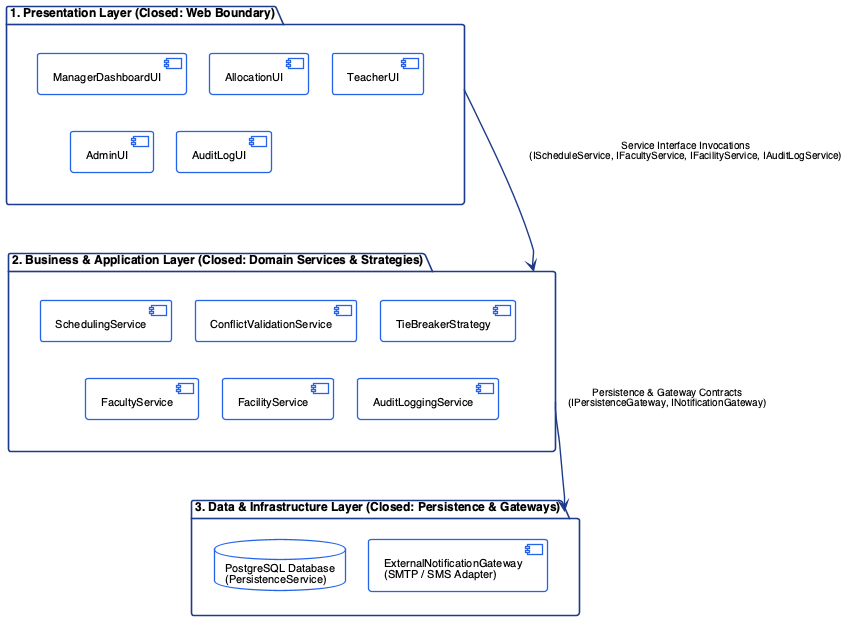 1. Presentation Layer (Closed: Web Boundary)
ManagerDashboardUI
AllocationUI
TeacherUI
AdminUI
AuditLogUI
Service Interface Invocations
(IScheduleService, IFacultyService, IFacilityService, IAuditLogService)
2. Business & Application Layer (Closed: Domain Services & Strategies)
SchedulingService
ConflictValidationService
TieBreakerStrategy
FacultyService
FacilityService
AuditLoggingService
Persistence & Gateway Contracts
(IPersistenceGateway, INotificationGateway)
3. Data & Infrastructure Layer (Closed: Persistence & Gateways)
PostgreSQL Database
(PersistenceService)
ExternalNotificationGateway
(SMTP / SMS Adapter)